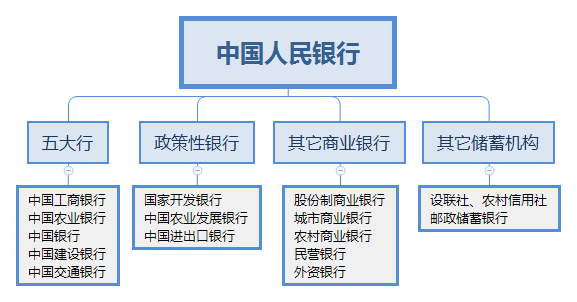 中国人民银行
五大行
政策性银行
其它商业银行
其它储蓄机构
中国工商银行
中国农业银行
中国银行
中国建设银行
中国交通银行
国家开发银行
中国农业发展银行
中国进出口银行
股份制商业银行
城市商业银行
农村商业银行
民营银行
外资银行
设联社、农村信用社
邮政储蓄银行